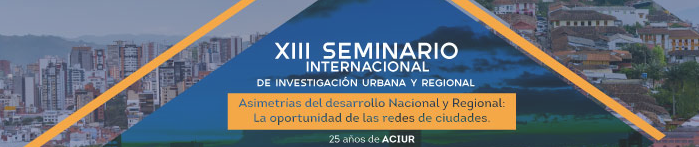 XIII SEMINARIO
INTERNACIONAL
DE INVESTIGACIÓN URBANA Y REGIONAL
Asimetrías del desarrollo Nacional y Regional:
La oportunidad de las redes de ciudades.
25 años de ACIUR